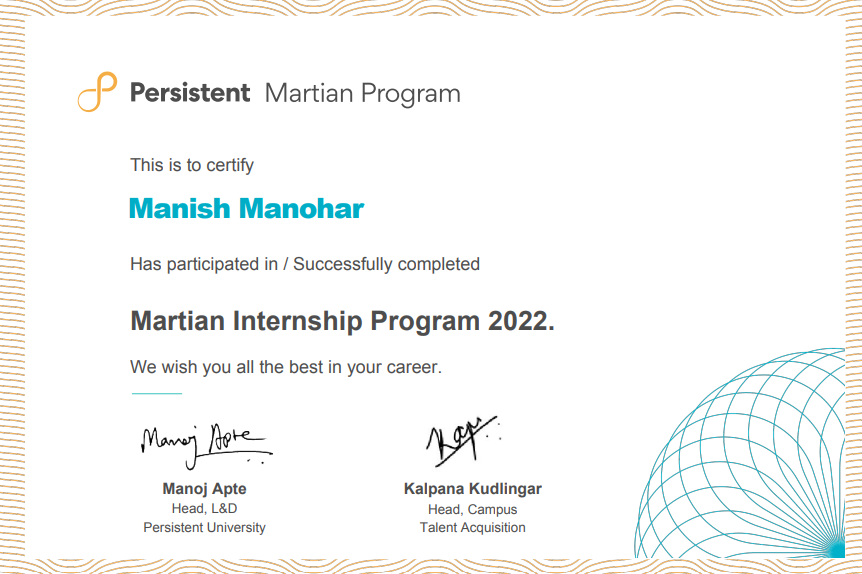 Persistent Martian Program
This is to certify
Manish Manohar
Has participated in / Successfully completed
Martian Internship Program 2022.
We wish you all the best in your career.
Manoj Apte
Manoj Apte
Head, L&D
Persistent University
Kalpana Kudlingar
Head, Campus
Talent Acquisition